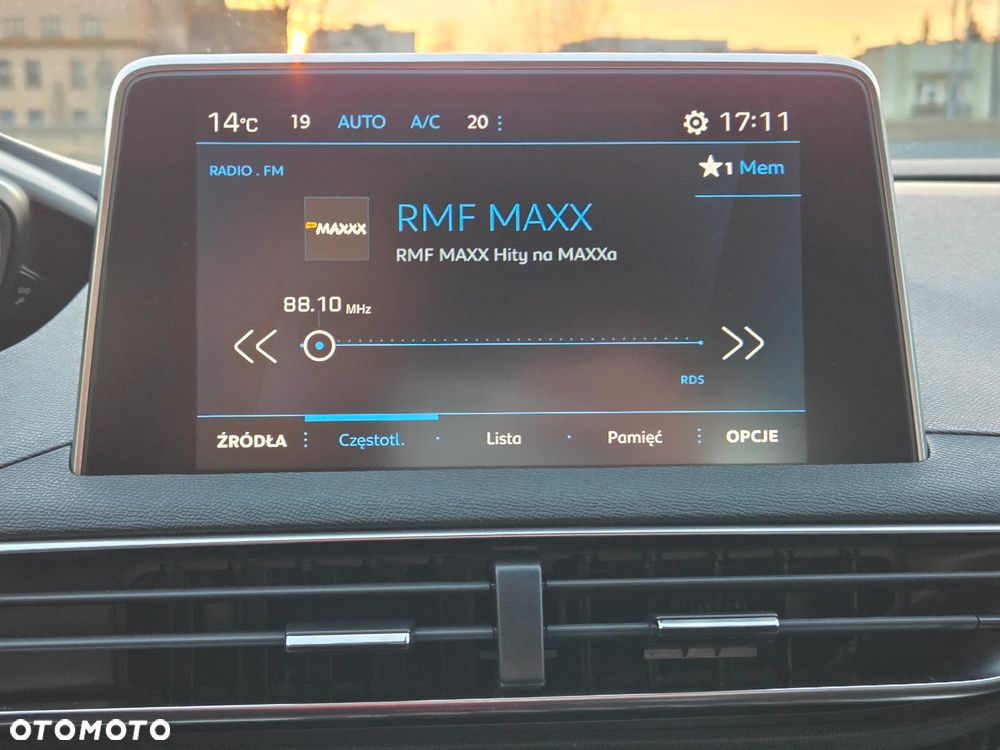 14°C 19 AUTO A/C 20 17:11
RADIO . FM
1 Mem
MAXXX
RMF MAXX
RMF MAXX Hity na MAXXa
88.10 MHz
RDS
ŹRÓDŁA Częstotl. Lista Pamięć OPCJE
OTOMOTO